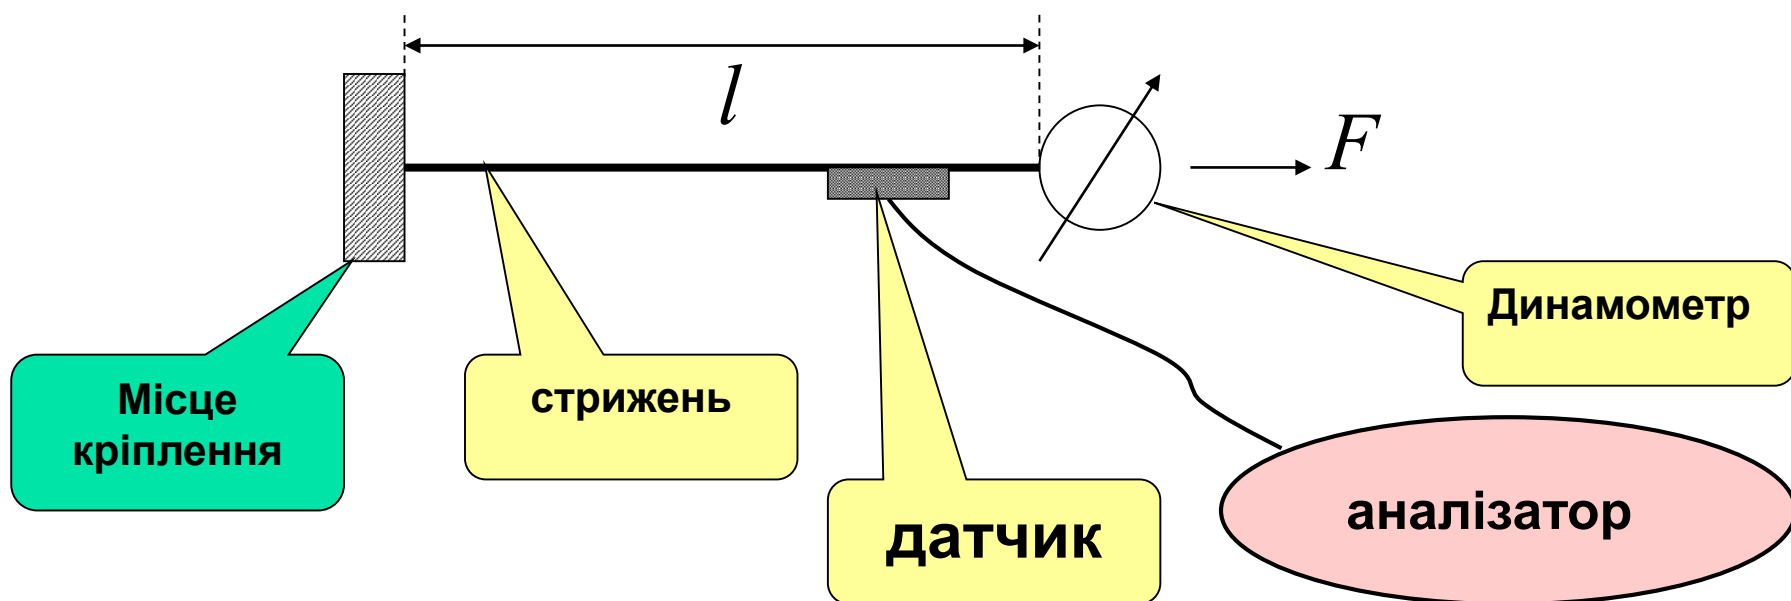 l
F
Динамометр
Місце
кріплення
стрижень
датчик
аналізатор